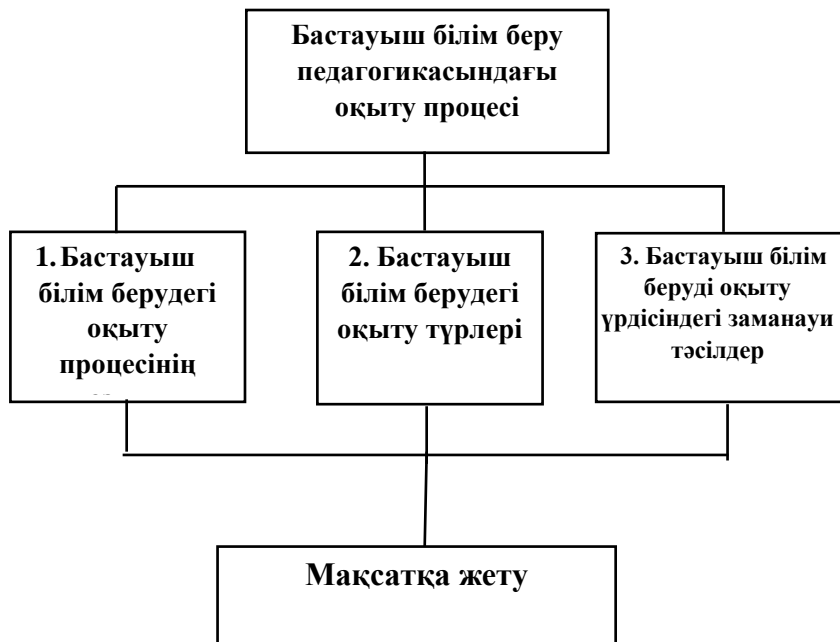 Бастауыш білім беру
педагогикасындағы
оқыту процесі
1. Бастауыш
білім берудегі
оқыту
процесінің
2. Бастауыш
білім берудегі
оқыту түрлері
3. Бастауыш білім
беруді оқыту
үрдісіндегі заманауи
тәсілдер
Мақсатқа жету